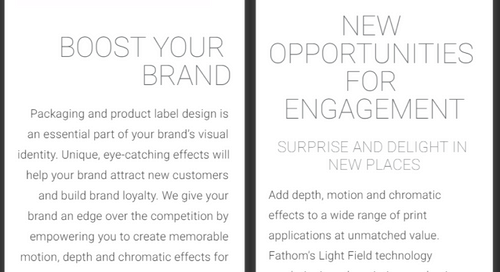 BOOST YOUR
BRAND
Packaging and product label design is
an essential part of your brand's visual
identity. Unique, eye-catching effects will
help your brand attract new customers
and build brand loyalty. We give your
brand an edge over the competition by
empowering you to create memorable
motion, depth and chromatic effects for
NEW
OPPORTUNITIES
FOR
ENGAGEMENT
SURPRISE AND DELIGHT IN
NEW PLACES
Add depth, motion and chromatic
effects to a wide range of print
applications at unmatched value.
Fathom's Light Field technology